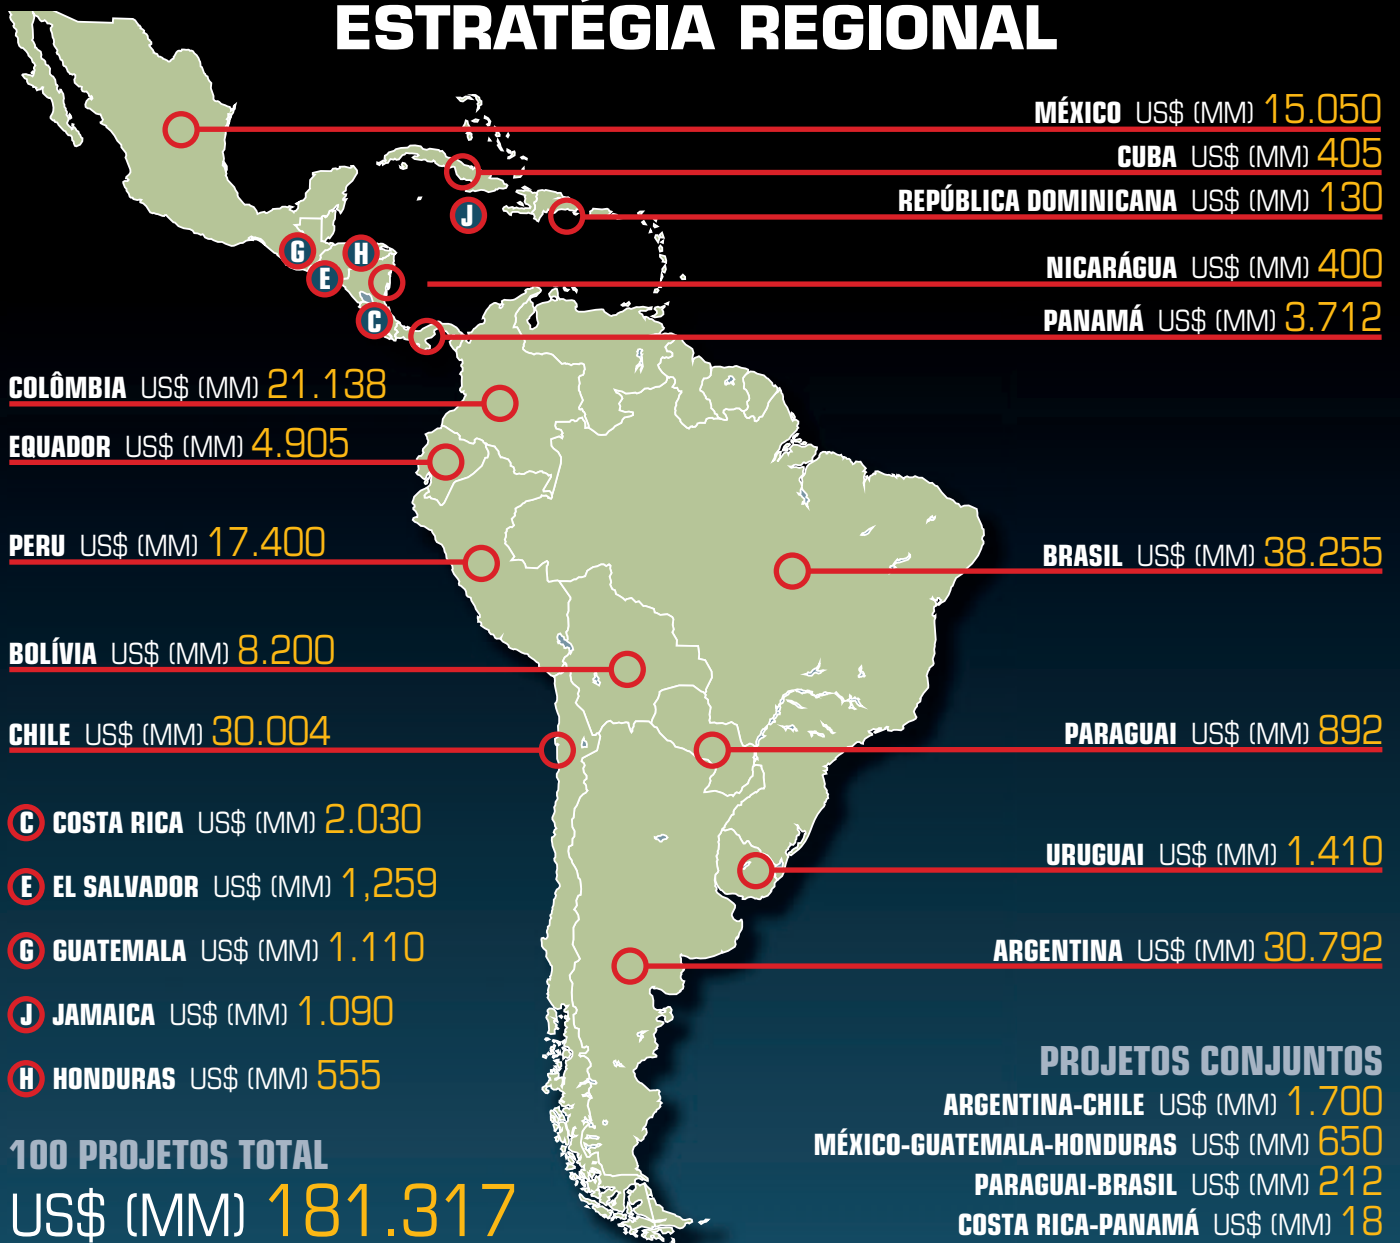 ESTRATÉGIA REGIONAL
MÉXICO US$ (MM) 15.050
CUBA US$ (MM) 405
REPÚBLICA DOMINICANA US$ (MM) 130
NICARÁGUA US$ (MM) 400
PANAMÁ US$ (MM) 3.712
J
G
H
E
C
COLÔMBIA US$ (MM) 21.138
EQUADOR US$ (MM) 4.905
PERU US$ (MM) 17.400
BOLÍVIA US$ (MM) 8.200
CHILE US$ (MM) 30.004
BRASIL US$ (MM) 38.255
PARAGUAI US$ (MM) 892
URUGUAI US$ (MM) 1.410
ARGENTINA US$ (MM) 30.792
C COSTA RICA US$ (MM) 2.030
E EL SALVADOR US$ (MM) 1,259
G GUATEMALA US$ (MM) 1.110
J JAMAICA US$ (MM) 1.090
H HONDURAS US$ (MM) 555
100 PROJETOS TOTAL
US$ (MM) 181.317
PROJETOS CONJUNTOS
ARGENTINA-CHILE US$ (MM) 1.700
MÉXICO-GUATEMALA-HONDURAS US$ (MM) 650
PARAGUAI-BRASIL US$ (MM) 212
COSTA RICA-PANAMÁ US$ (MM) 18